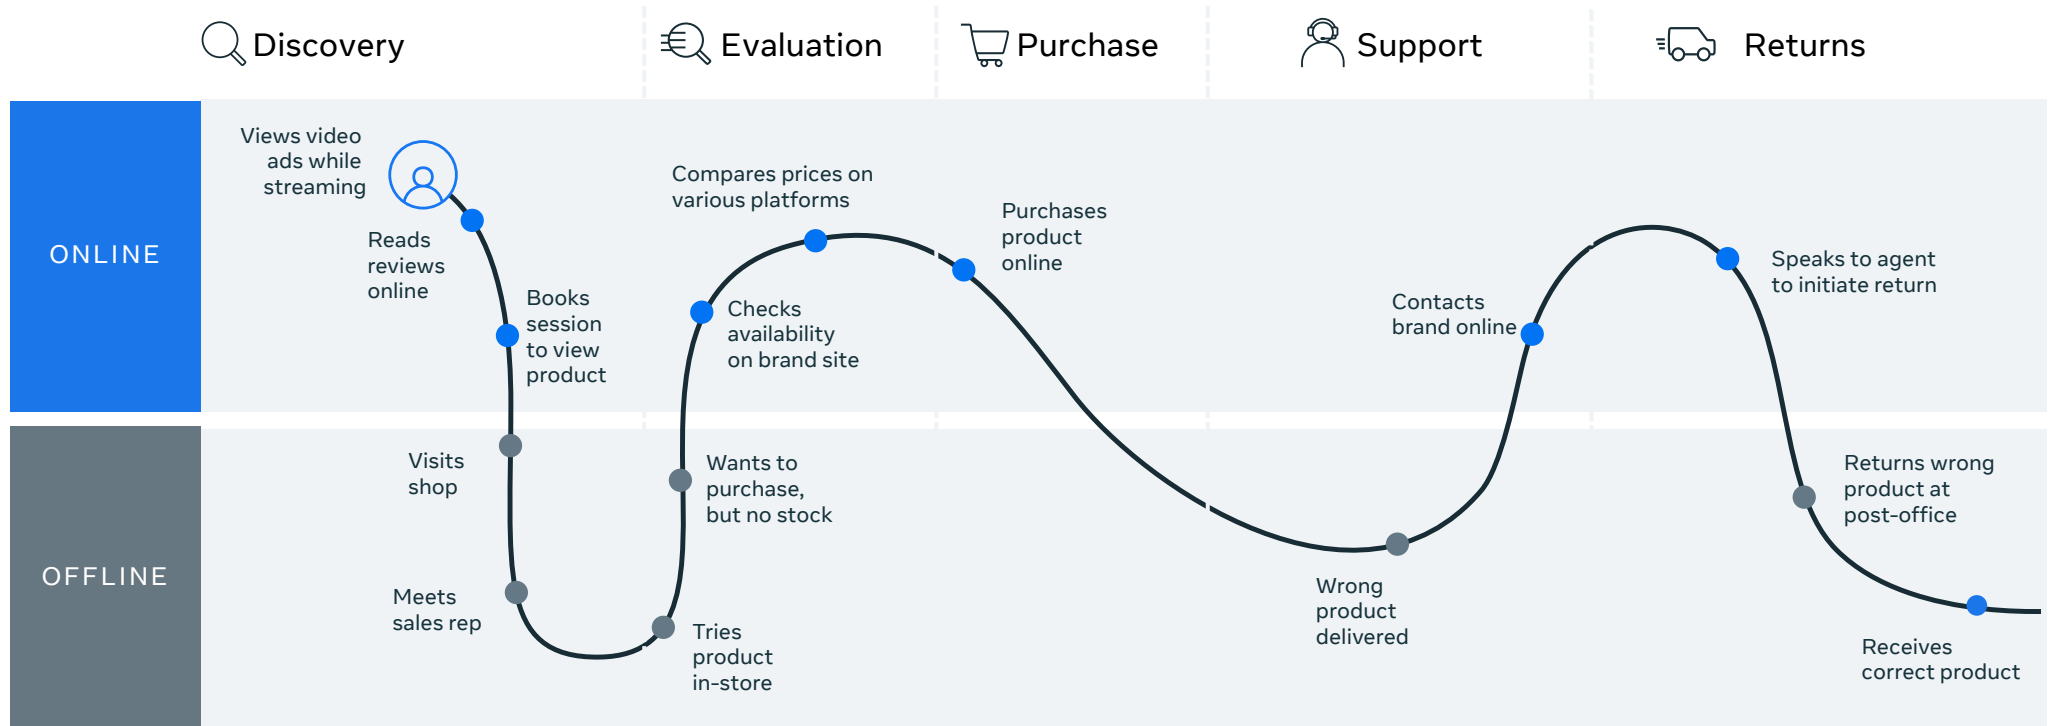 Discovery
Evaluation
Purchase
Support
Returns
ONLINE
Views video
ads while
streaming
Reads
reviews
online
Books
session
to view
product
Compares prices on
various platforms
Checks
availability
on brand site
Purchases
product
online
Contacts
brand online
Speaks to agent
to initiate return
OFFLINE
Visits
shop
Meets
sales rep
Wants to
purchase,
but no stock
Tries
product
in-store
Wrong
product
delivered
Returns wrong
product at
post-office
Receives
correct product